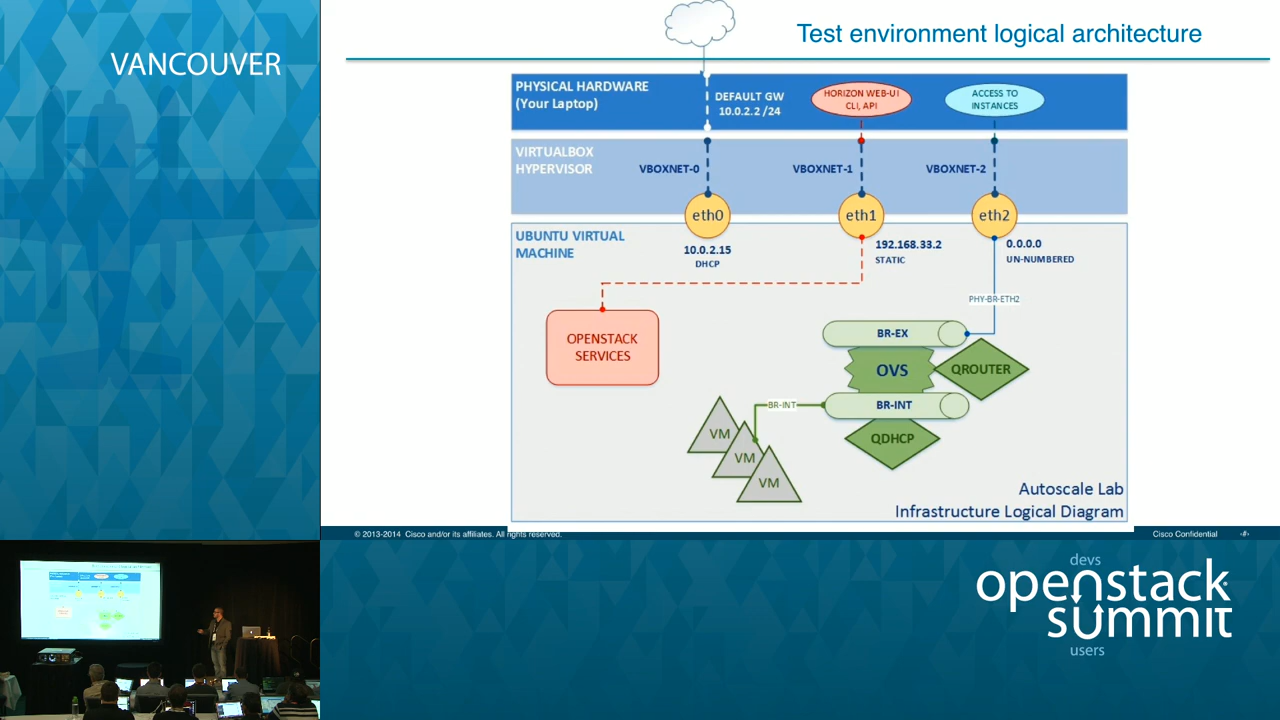 VANCOUVER
Test environment logical architecture
PHYSICAL HARDWARE
(Your Laptop)
DEFAULT GW
10.0.2.2 /24
HORIZON WEB-UI
CLI, API
ACCESS TO
INSTANCES
VIRTUALBOX
HYPERVISOR
VBOXNET-0
VBOXNET-1
VBOXNET-2
eth0
eth1
eth2
UBUNTU VIRTUAL
MACHINE
10.0.2.15
DHCP
192.168.33.2
STATIC
0.0.0.0
UN-NUMBERED
PHY-BR-ETH2
OPENSTACK
SERVICES
BR-EX
OVS
QROUTER
BR-INT
BR-INT
QDHCP
VM
VM
VM
Autoscale Lab
Infrastructure Logical Diagram
© 2013-2014 Cisco and/or its affiliates. All rights reserved.
Cisco Confidential
‹#›
devs
openstack
summit
users